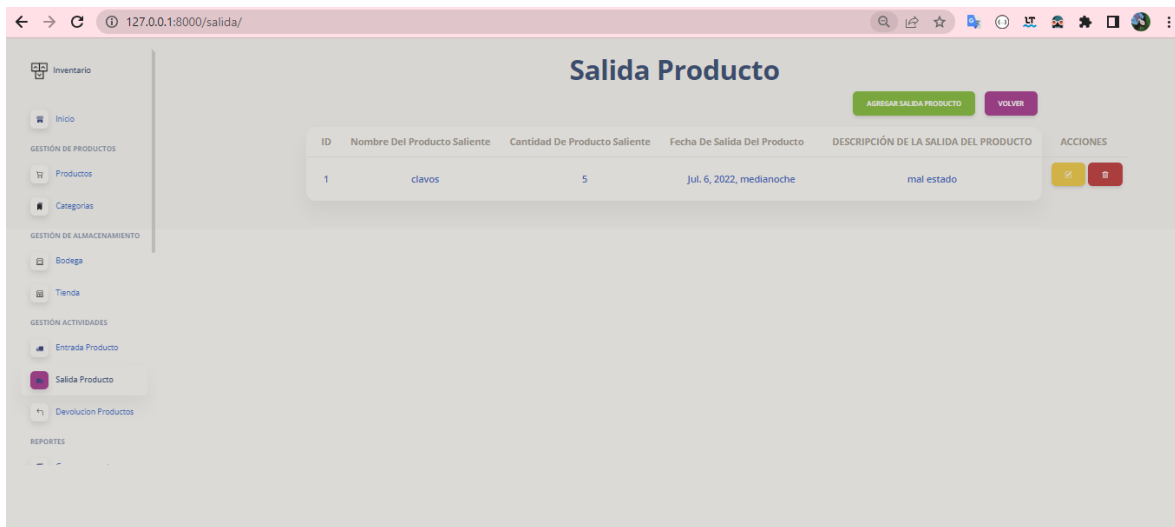 127.0.0.1:8000/salida/
Inventario
Inicio
GESTIÓN DE PRODUCTOS
Productos
Categorias
GESTIÓN DE ALMACENAMIENTO
Bodega
Tienda
GESTIÓN ACTIVIDADES
Entrada Producto
Salida Producto
Devolucion Productos
REPORTES
Salida Producto
AGREGAR SALIDA PRODUCTO VOLVER
ID Nombre Del Producto Saliente Cantidad De Producto Saliente Fecha De Salida Del Producto DESCRIPCIÓN DE LA SALIDA DEL PRODUCTO ACCIONES
1 clavos 5 Jul. 6, 2022, medianoche mal estado